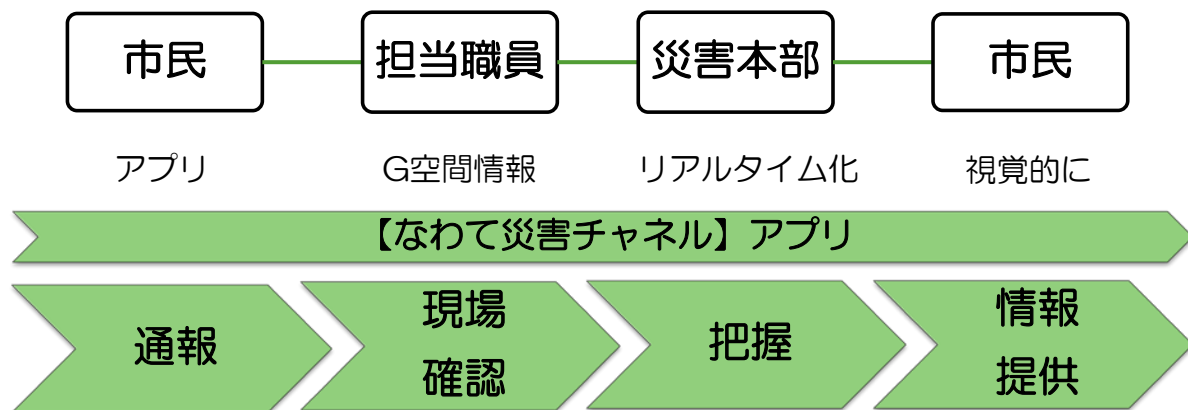 市民 担当職員 災害本部 市民
アプリ G空間情報 リアルタイム化 視覚的に
【なわて災害チャネル】アプリ
通報
現場
確認
把握
情報
提供